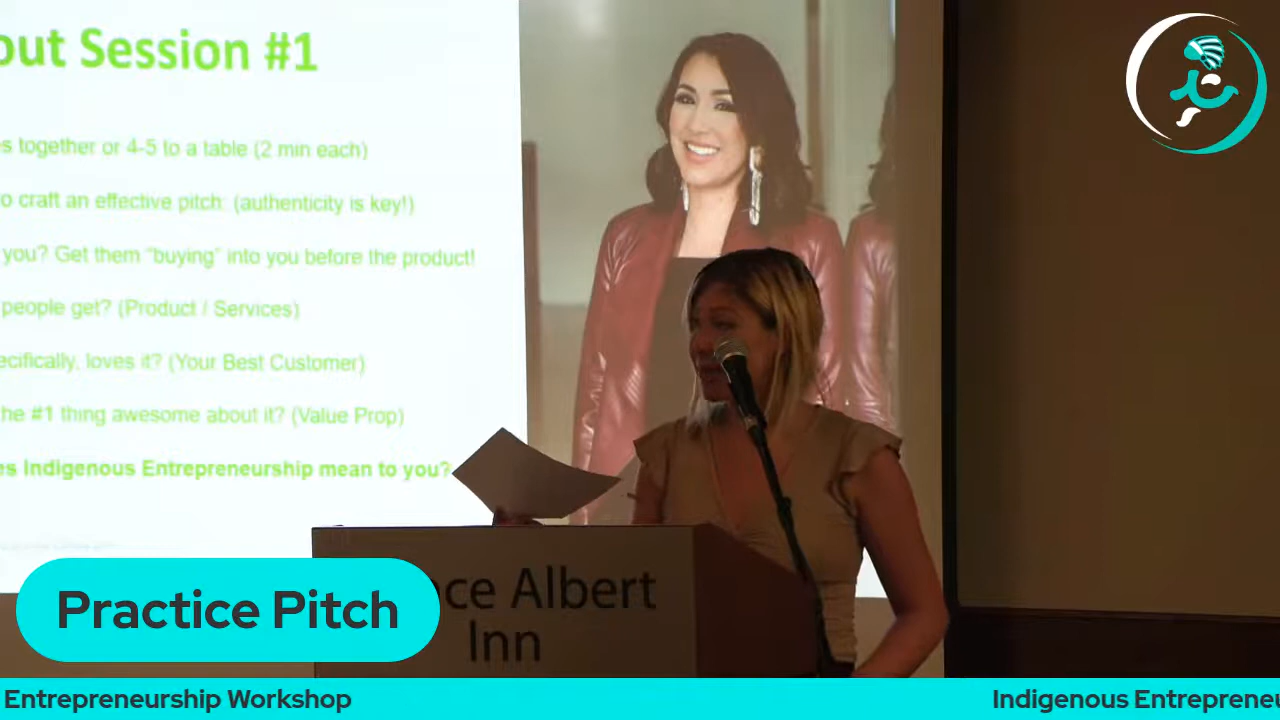 out Session #1
s together or 4-5 to a table (2 min each)
o craft an effective pitch: (authenticity is key!)
you? Get them "buying" into you before the product!
people get? (Product / Services)
ecifically, loves it? (Your Best Customer)
he #1 thing awesome about it? (Value Prop)
es Indigenous Entrepreneurship mean to you?
nce Albert
Inn
Practice Pitch
Entrepreneurship Workshop
Indigenous Entrepreneu